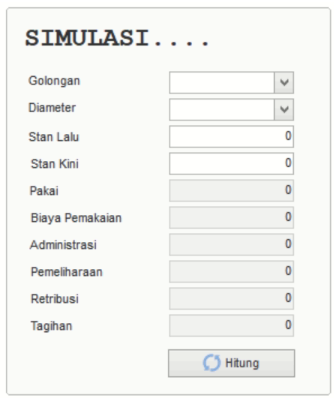 SIMULASI....
Golongan
Diameter
Stan Lalu 0
Stan Kini 0
Pakai 0
Biaya Pemakaian 0
Administrasi 0
Pemeliharaan 0
Retribusi 0
Tagihan 0
Hitung